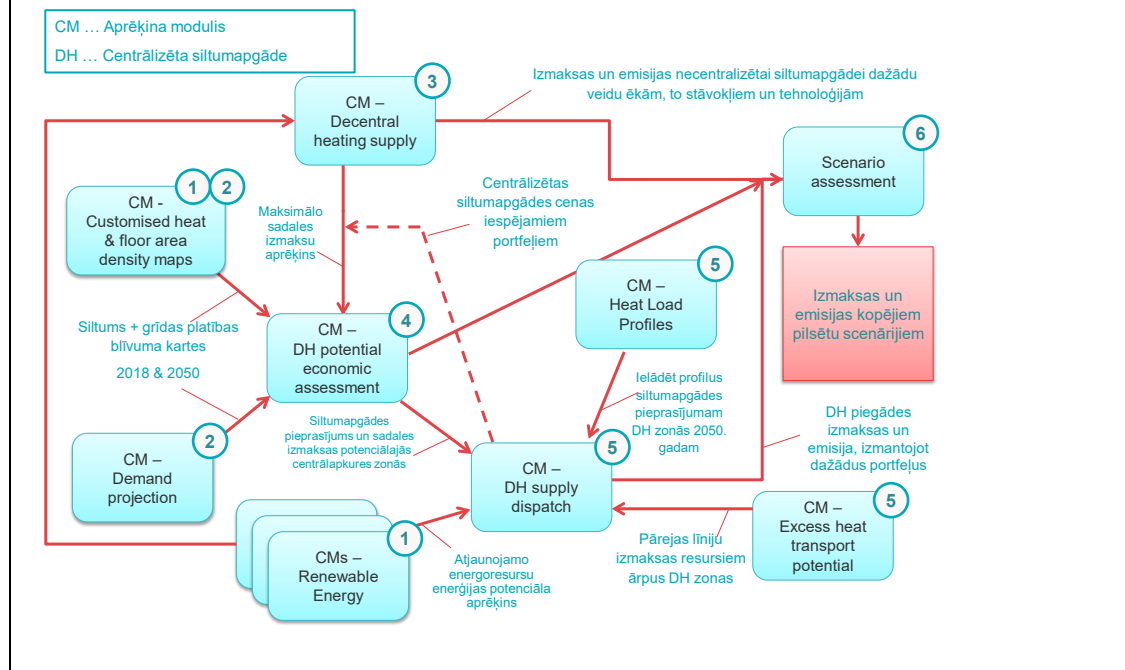 CM … Aprēķina modulis
DH … Centrālizēta siltumapgāde
3
CM –
Decentral
heating supply
Izmaksas un emisijas necentralizētai siltumapgādei dažādu
veidu ēkām, to stāvokļiem un tehnoloģijām
6
Scenario
assessment
1
2
CM -
Customised heat
& floor area
density maps
Maksimālo
sadales
izmaksu
aprēķins
Centrālizētas
siltumapgādes cenas
iespējamiem
portfeļiem
5
CM –
Heat Load
Profiles
Izmaksas un
emisijas kopējiem
pilsētu scenārijiem
Siltums + grīdas platības
blīvuma kartes
2018 & 2050
4
CM –
DH potential
economic
assessment
Ielādēt profilus
siltumapgādes
pieprasījumam
DH zonās 2050.
gadam
Siltumapgādes
pieprasījums un sadales
izmaksas potenciālajās
centrālapkures zonās
DH piegādes
izmaksas un
emisija, izmantojot
dažādus portfeļus
2
CM –
Demand
projection
5
CM –
DH supply
dispatch
5
CM –
Excess heat
transport
potential
1
CMs –
Renewable
Energy
Atjaunojamo
energoresursu
enerģijas potenciāla
aprēķins
Pārejas līniju
izmaksas resursiem
ārpus DH zonas